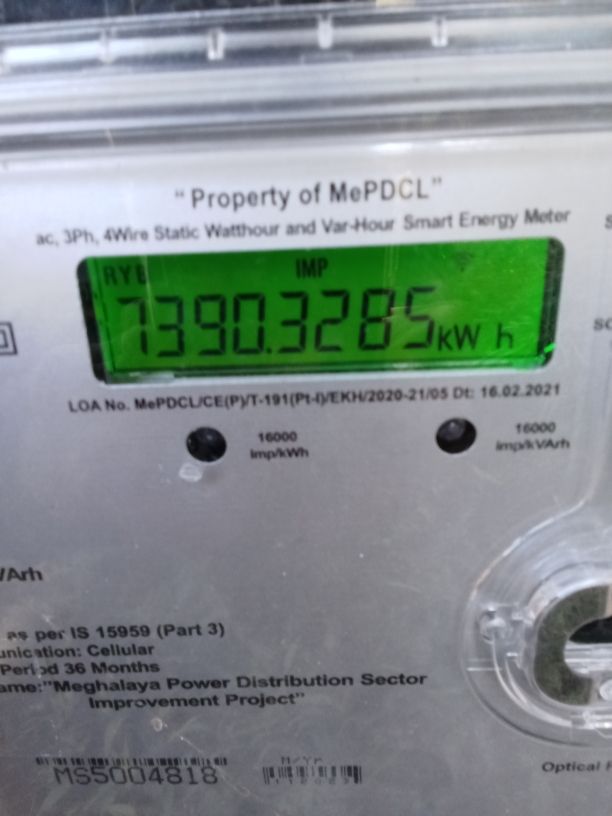 "Property of MePDCL"
ac, 3Ph, 4Wire Static Watthour and Var-Hour Smart Energy Meter
RYB IMP
7390.3285kW h
LOA No. MePDCL/CE(P)/T-191(Pt-I)/EKH/2020-21/05 Dt: 16.02.2021
16000
imp/kWh
16000
imp/kVArh
VArh
as per IS 15959 (Part 3)
unication: Cellular
Period 36 Months
ame:"Meghalaya Power Distribution Sector
Improvement Project"
MS5004818
M/Yr
Optical